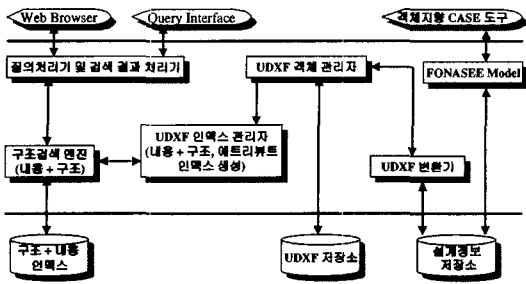 Web Browser
Query Interface
객체지향 CASE 도구
질의처리기 및 검색 결과 처리기
UDXF 객체 관리자
FONASEE Model
구조검색 엔진
(내용 + 구조)
UDXF 인덱스 관리자
(내용 + 구조, 애트리뷰트
인덱스 생성)
UDXF 변환기
구조 + 내용
인덱스
UDXF 저장소
설계정보
저장소